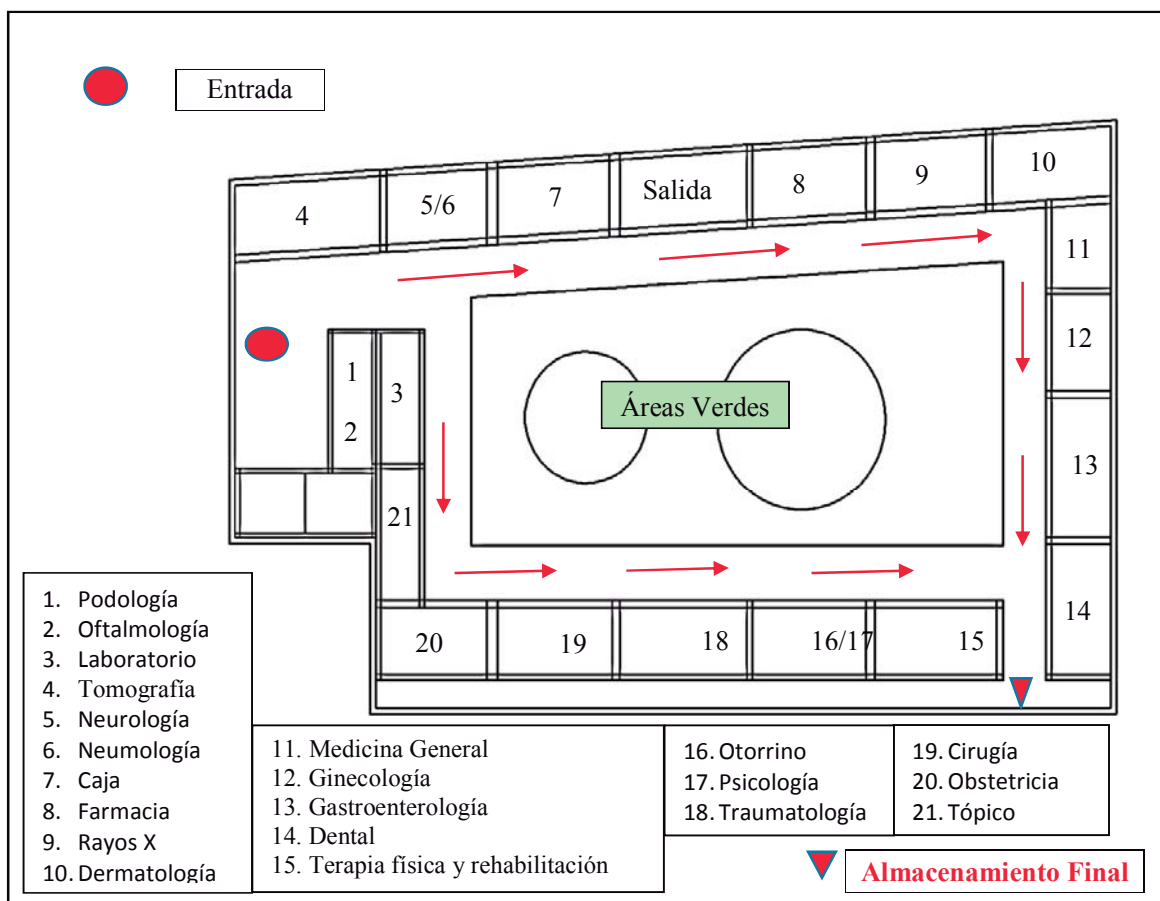 Entrada
4
5/6
7
Salida
8
9
10
11
12
13
14
1
2
3
21
Áreas Verdes
20
19
18
16/17
15
1. Podología
2. Oftalmología
3. Laboratorio
4. Tomografía
5. Neurología
6. Neumología
7. Caja
8. Farmacia
9. Rayos X
10. Dermatología
11. Medicina General
12. Ginecología
13. Gastroenterología
14. Dental
15. Terapia física y rehabilitación
16. Otorrino
17. Psicología
18. Traumatología
19. Cirugía
20. Obstetricia
21. Tópico
Almacenamiento Final